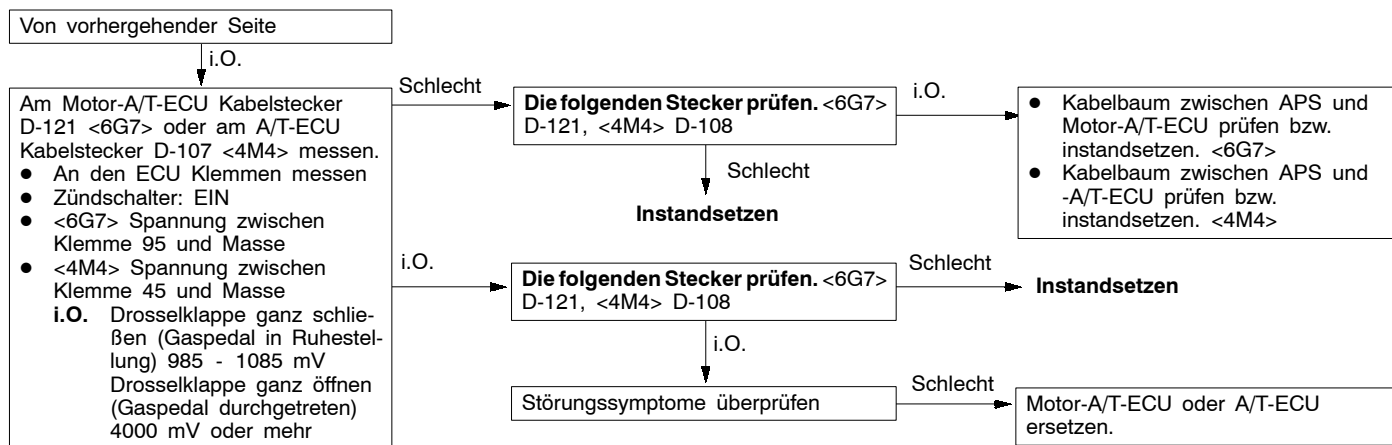 Von vorhergehender Seite
i.O.
Am Motor-A/T-ECU Kabelstecker
D-121 <6G7> oder am A/T-ECU
Kabelstecker D-107 <4M4> messen.
● An den ECU Klemmen messen
● Zündschalter: EIN
● <6G7> Spannung zwischen
Klemme 95 und Masse
● <4M4> Spannung zwischen
Klemme 45 und Masse
i.O. Drosselklappe ganz schlie-
ßen (Gaspedal in Ruhestel-
lung) 985 - 1085 mV
Drosselklappe ganz öffnen
(Gaspedal durchgetreten)
4000 mV oder mehr
Schlecht
Die folgenden Stecker prüfen. <6G7>
D-121, <4M4> D-108
i.O.
● Kabelbaum zwischen APS und
Motor-A/T-ECU prüfen bzw.
instandsetzen. <6G7>
● Kabelbaum zwischen APS und
-A/T-ECU prüfen bzw.
instandsetzen. <4M4>
Schlecht
Instandsetzen
i.O.
Die folgenden Stecker prüfen. <6G7>
D-121, <4M4> D-108
Schlecht
Instandsetzen
i.O.
Störungssymptome überprüfen
Schlecht
Motor-A/T-ECU oder A/T-ECU
ersetzen.